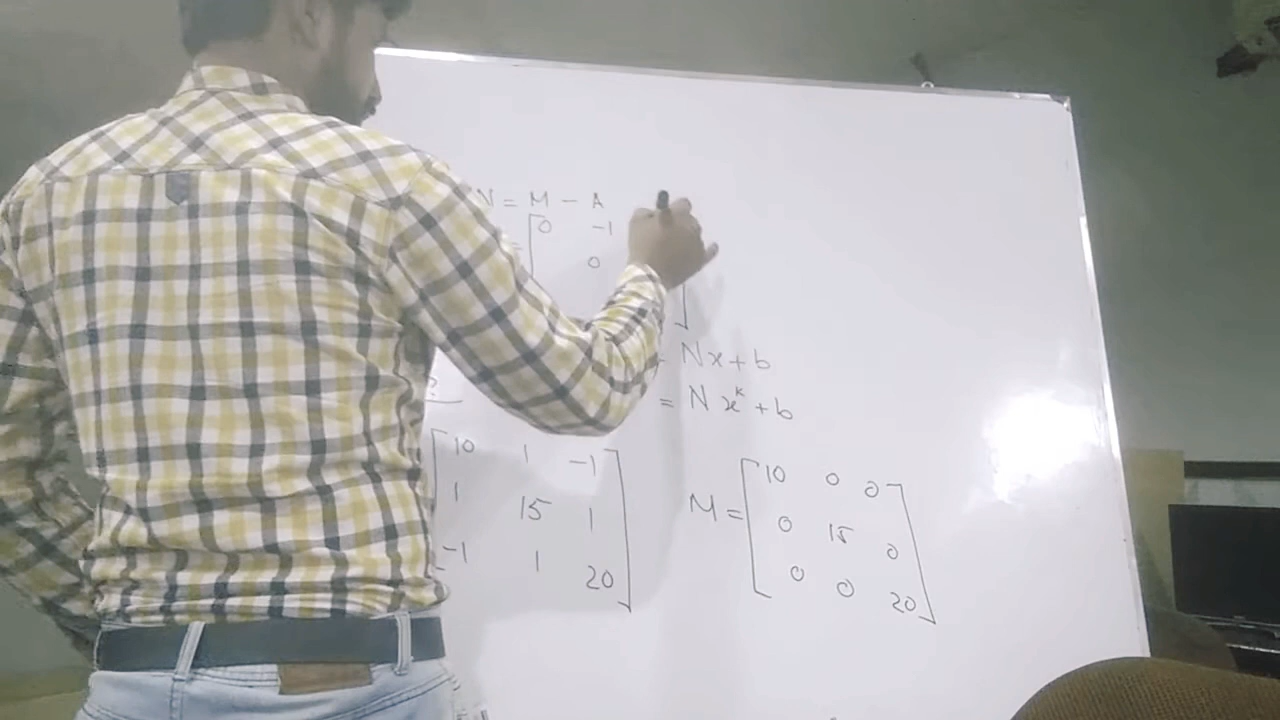 N = M - A
= [ 0 -1
0
Nx + b
= N x^k + b
10 1 -1
1 15 1
-1 1 20
M = 10 0 0
0 15 0
0 0 20